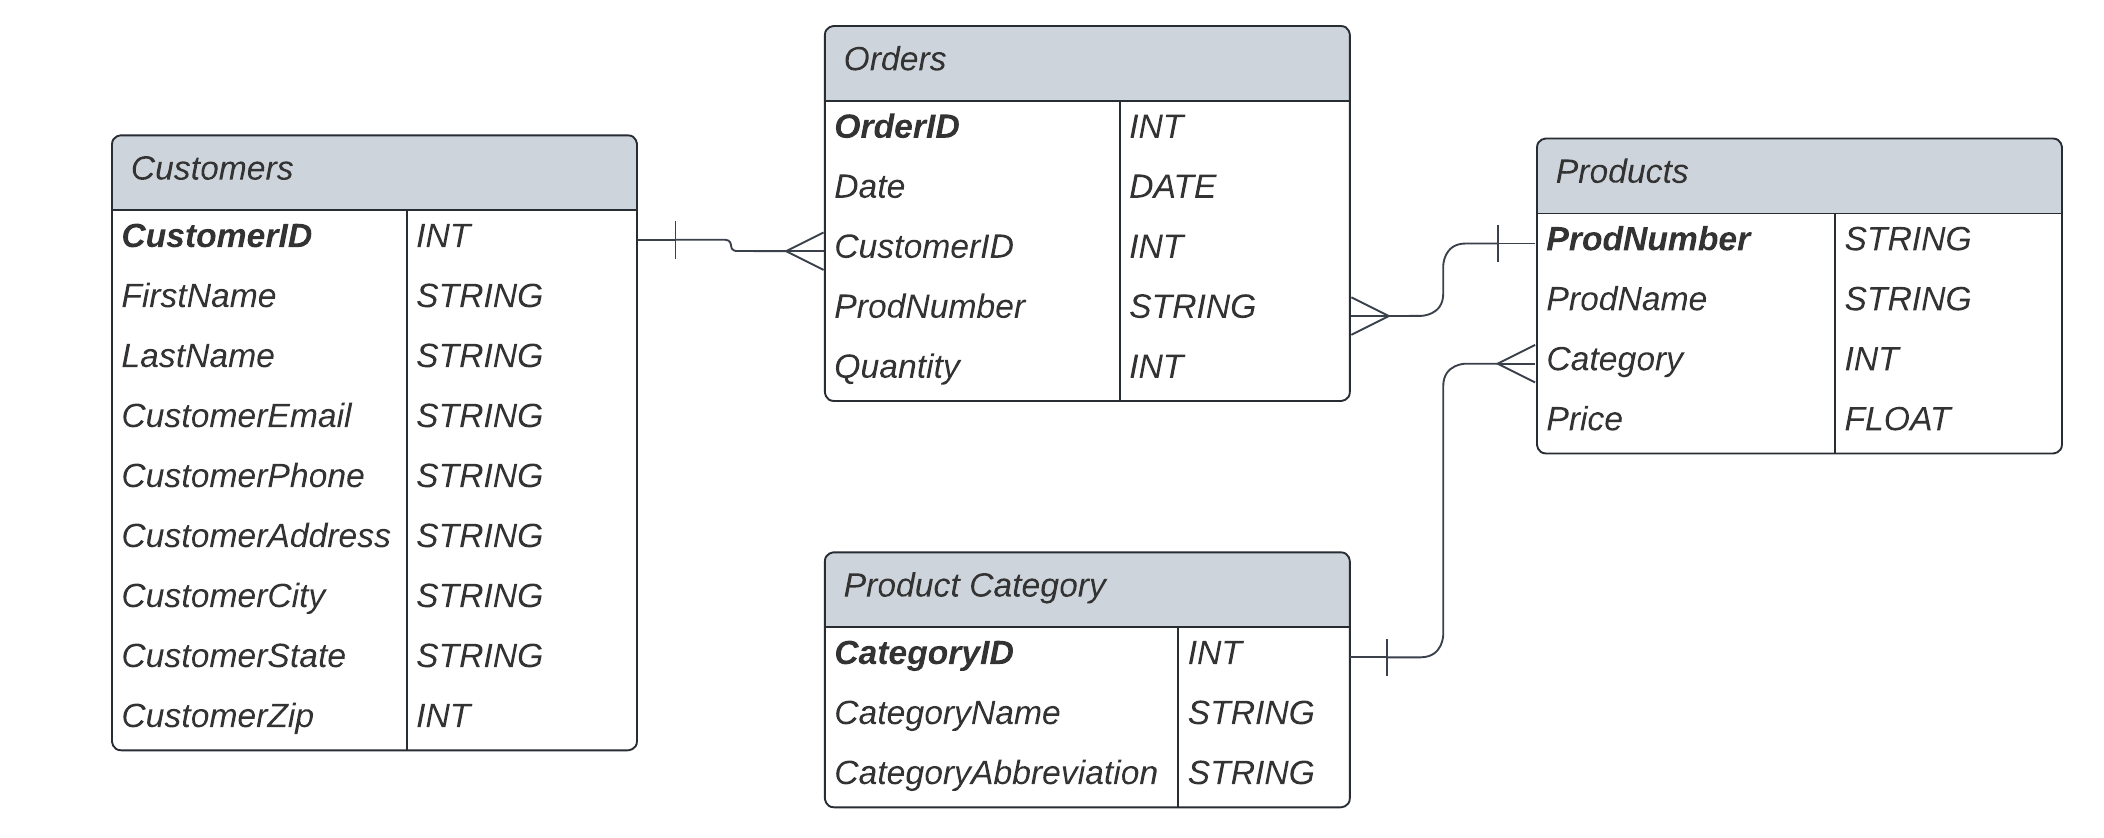 Customers
CustomerID INT
FirstName STRING
LastName STRING
CustomerEmail STRING
CustomerPhone STRING
CustomerAddress STRING
CustomerCity STRING
CustomerState STRING
CustomerZip INT
Orders
OrderID INT
Date DATE
CustomerID INT
ProdNumber STRING
Quantity INT
Products
ProdNumber STRING
ProdName STRING
Category INT
Price FLOAT
Product Category
CategoryID INT
CategoryName STRING
CategoryAbbreviation STRING